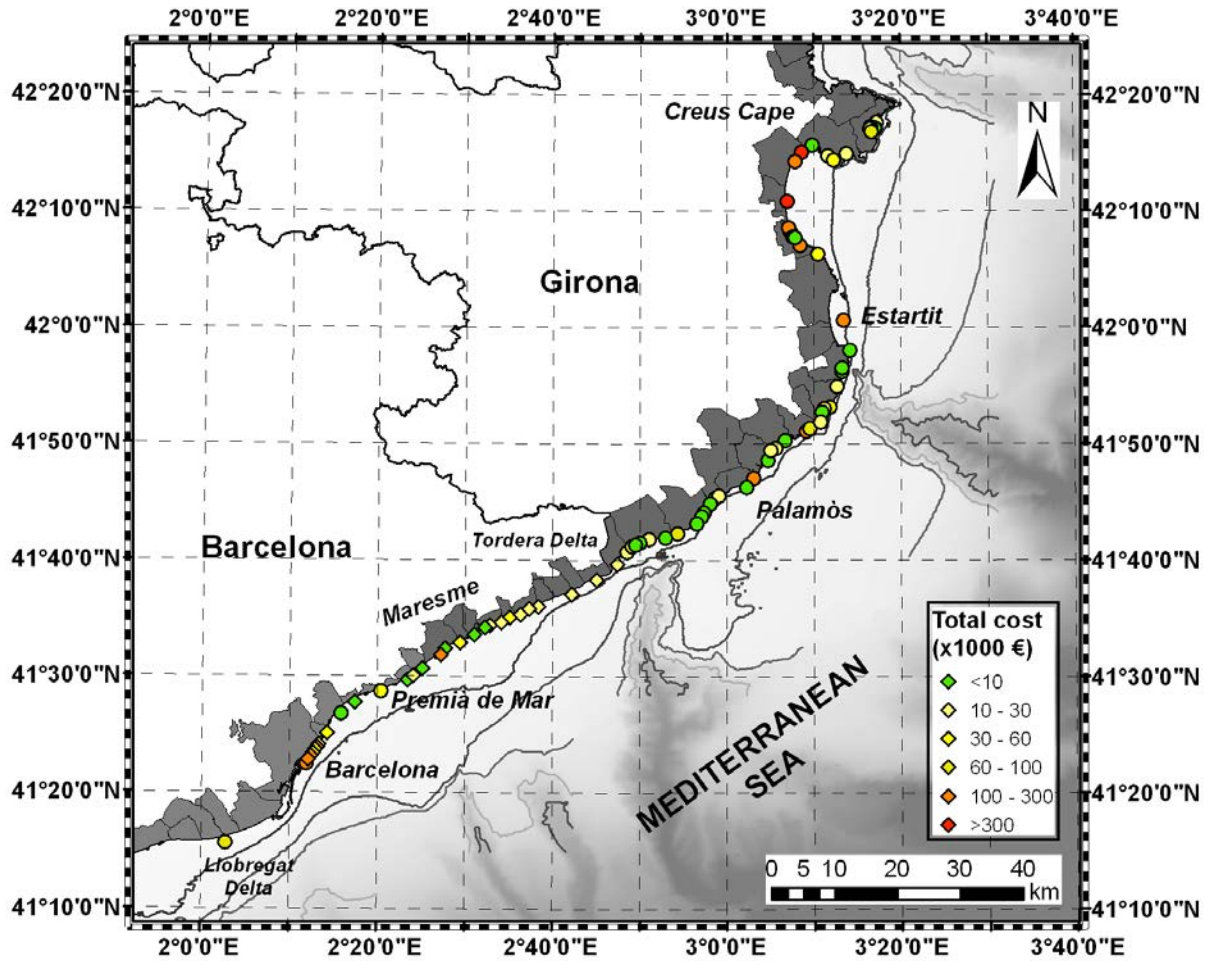 2°0'0"E 2°20'0"E 2°40'0"E 3°0'0"E 3°20'0"E 3°40'0"E
42°20'0"N 42°20'0"N
Creus Cape
N
42°10'0"N 42°10'0"N
Girona
42°0'0"N Estartit 42°0'0"N
41°50'0"N 41°50'0"N
Palamòs
Barcelona
Tordera Delta
41°40'0"N 41°40'0"N
Maresme
Total cost
(x1000 €)
<10
10 - 30
30 - 60
60 - 100
100 - 300
>300
41°30'0"N 41°30'0"N
Premià de Mar
MEDITERRANEAN
SEA
Barcelona
41°20'0"N 41°20'0"N
Llobregat
Delta
0 5 10 20 30 40
km
41°10'0"N 41°10'0"N
2°0'0"E 2°20'0"E 2°40'0"E 3°0'0"E 3°20'0"E 3°40'0"E